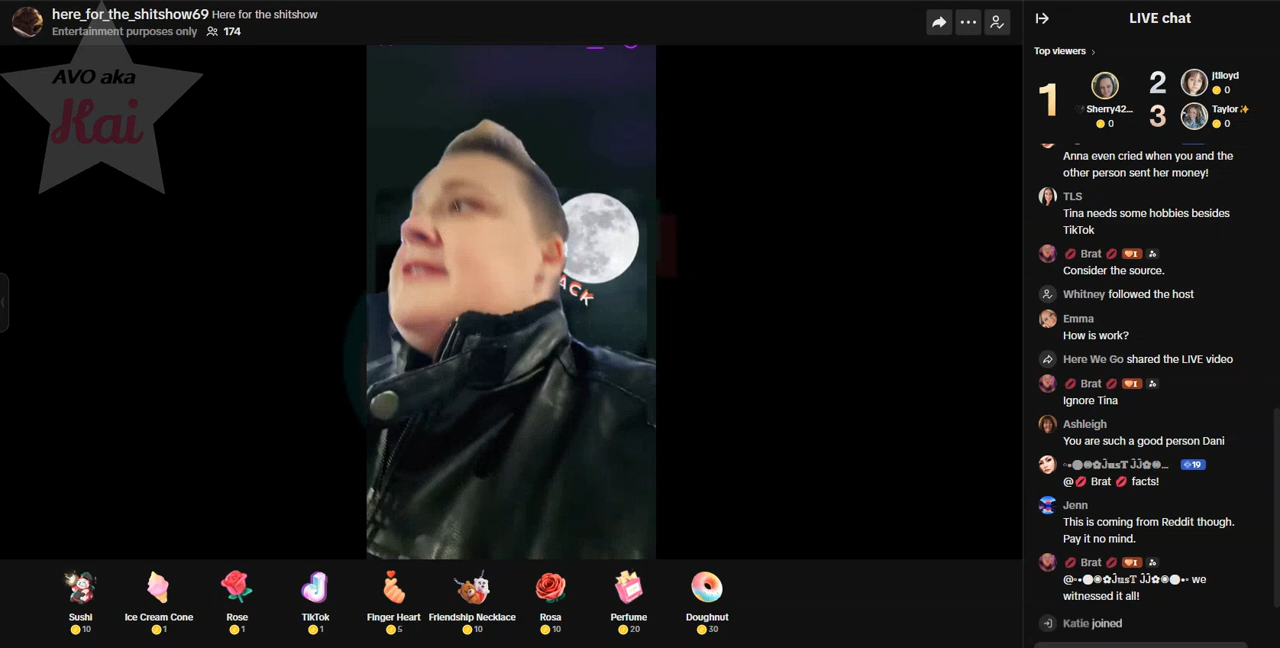 here_for_the_shitshow69 Here for the shitshow
Entertainment purposes only 174
AVO aka
Kai
ACK
Sushi
10
Ice Cream Cone
1
Rose
1
TikTok
1
Finger Heart
5
Friendship Necklace
10
Rosa
10
Perfume
20
Doughnut
30
LIVE chat
Top viewers >
1
Sherry42...
0
2
jtlloyd
0
3
Taylor✨
0
Anna even cried when you and the
other person sent her money!
TLS
Tina needs some hobbies besides
TikTok
💋 Brat 💋
Consider the source.
Whitney followed the host
Emma
How is work?
Here We Go shared the LIVE video
💋 Brat 💋
Ignore Tina
Ashleigh
You are such a good person Dani
JusT JJ... 19
@💋 Brat 💋 facts!
Jenn
This is coming from Reddit though.
Pay it no mind.
💋 Brat 💋
@JusT JJ we
witnessed it all!
Katie joined